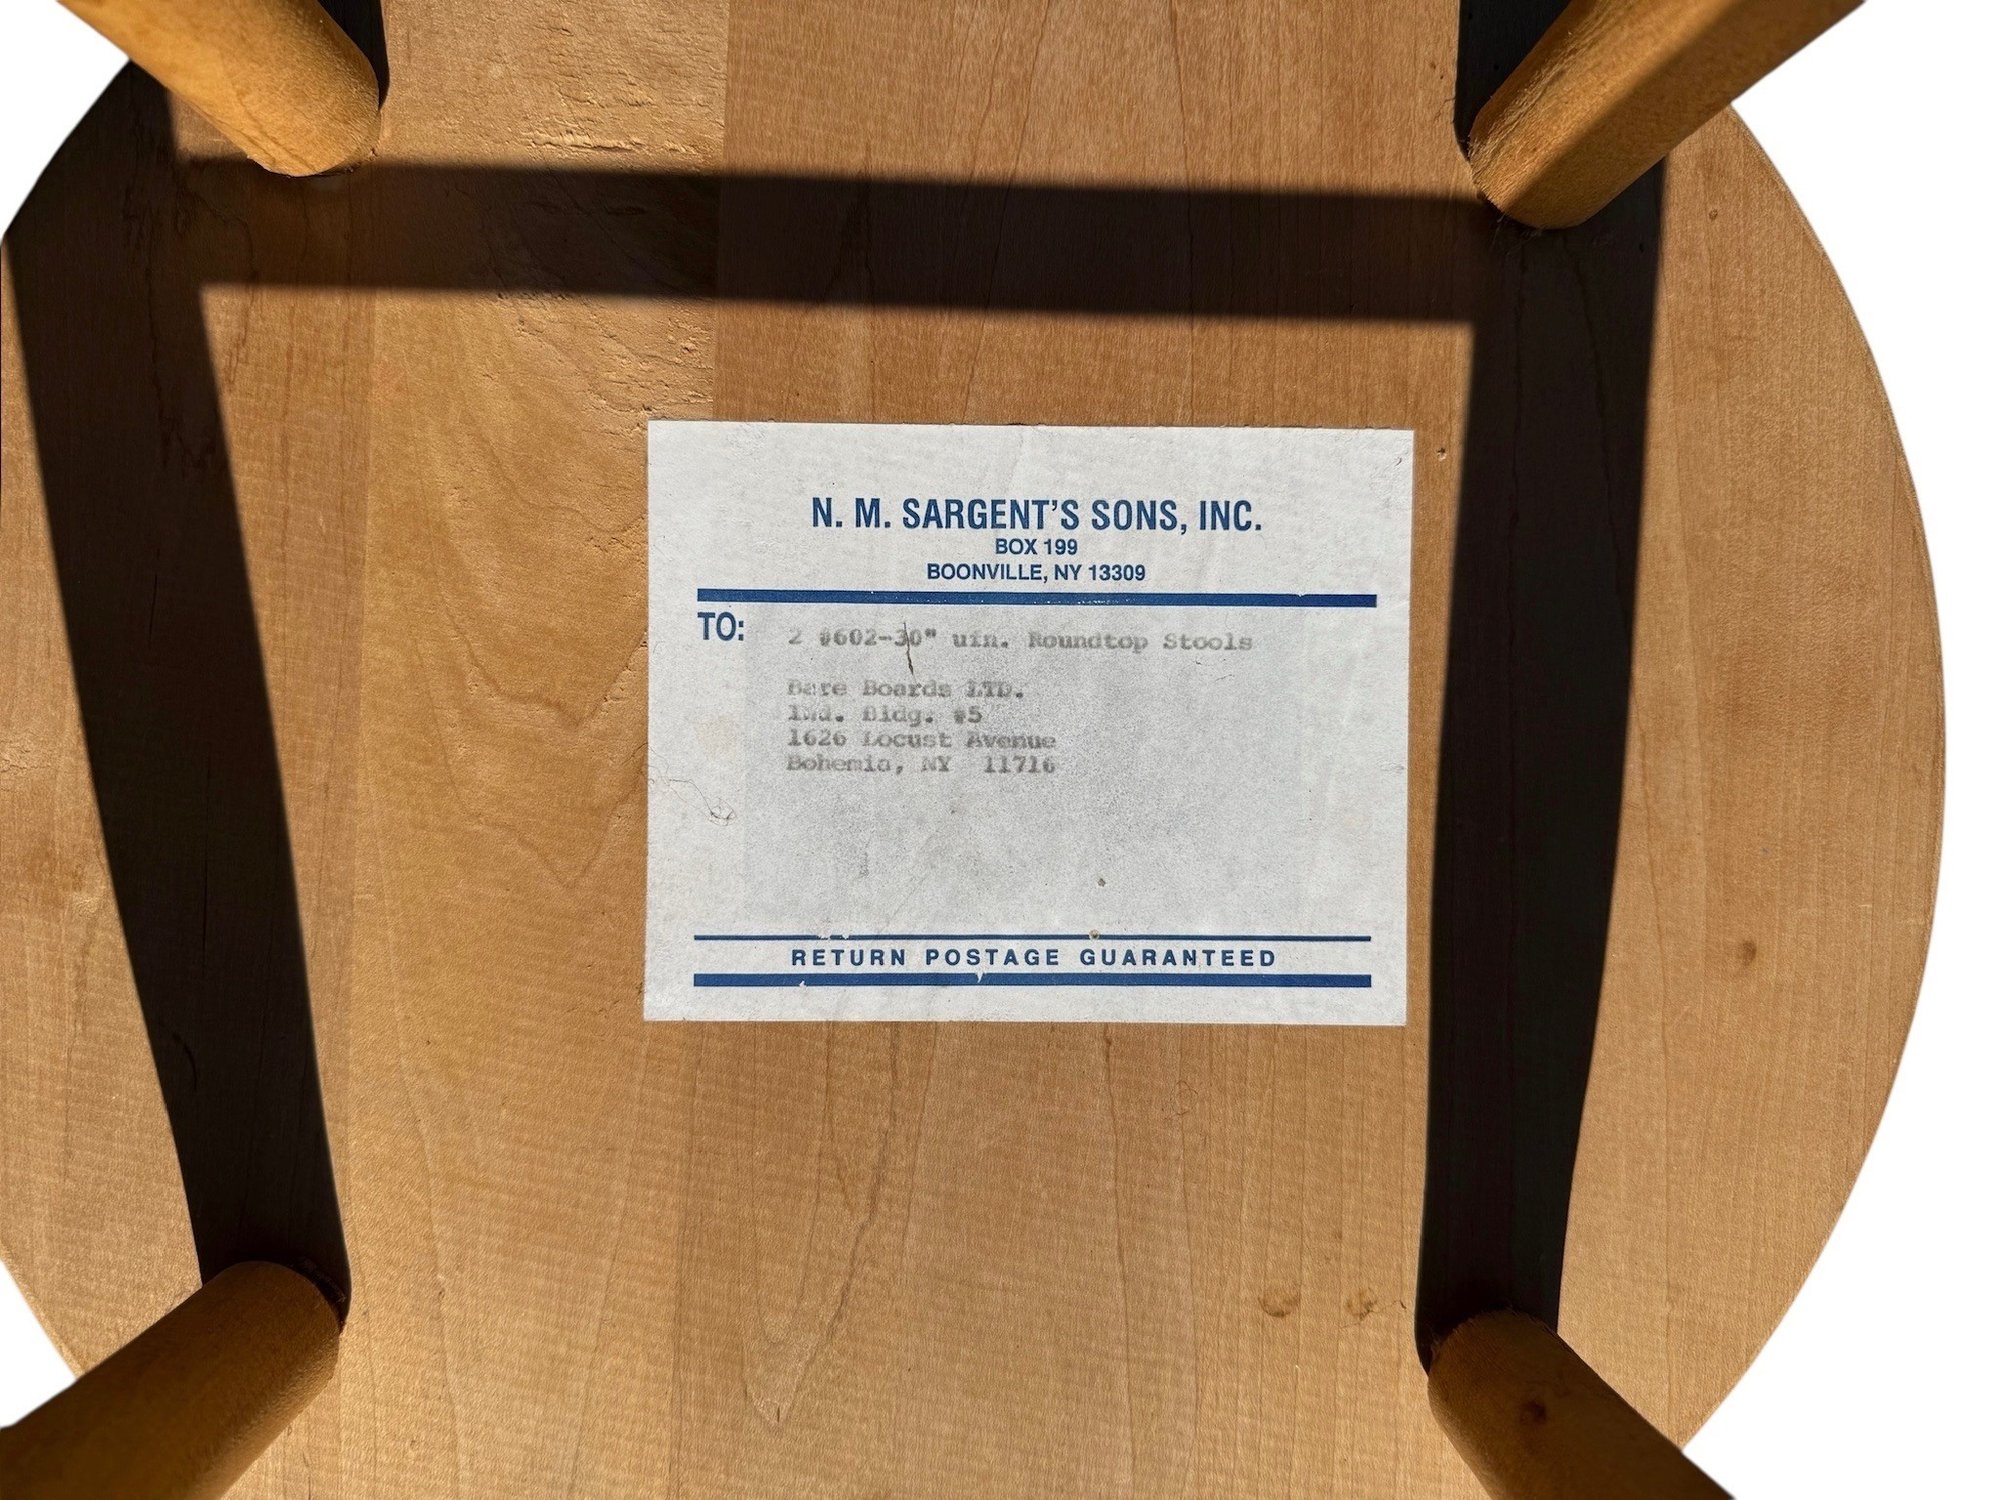 N. M. SARGENT'S SONS, INC.
BOX 199
BOONVILLE, NY 13309
TO:
2 #602-30" ufn. Roundtop Stools
Bare Boards LTD.
Ind. Bldg. #5
1626 Locust Avenue
Bohemia, NY 11716
RETURN POSTAGE GUARANTEED